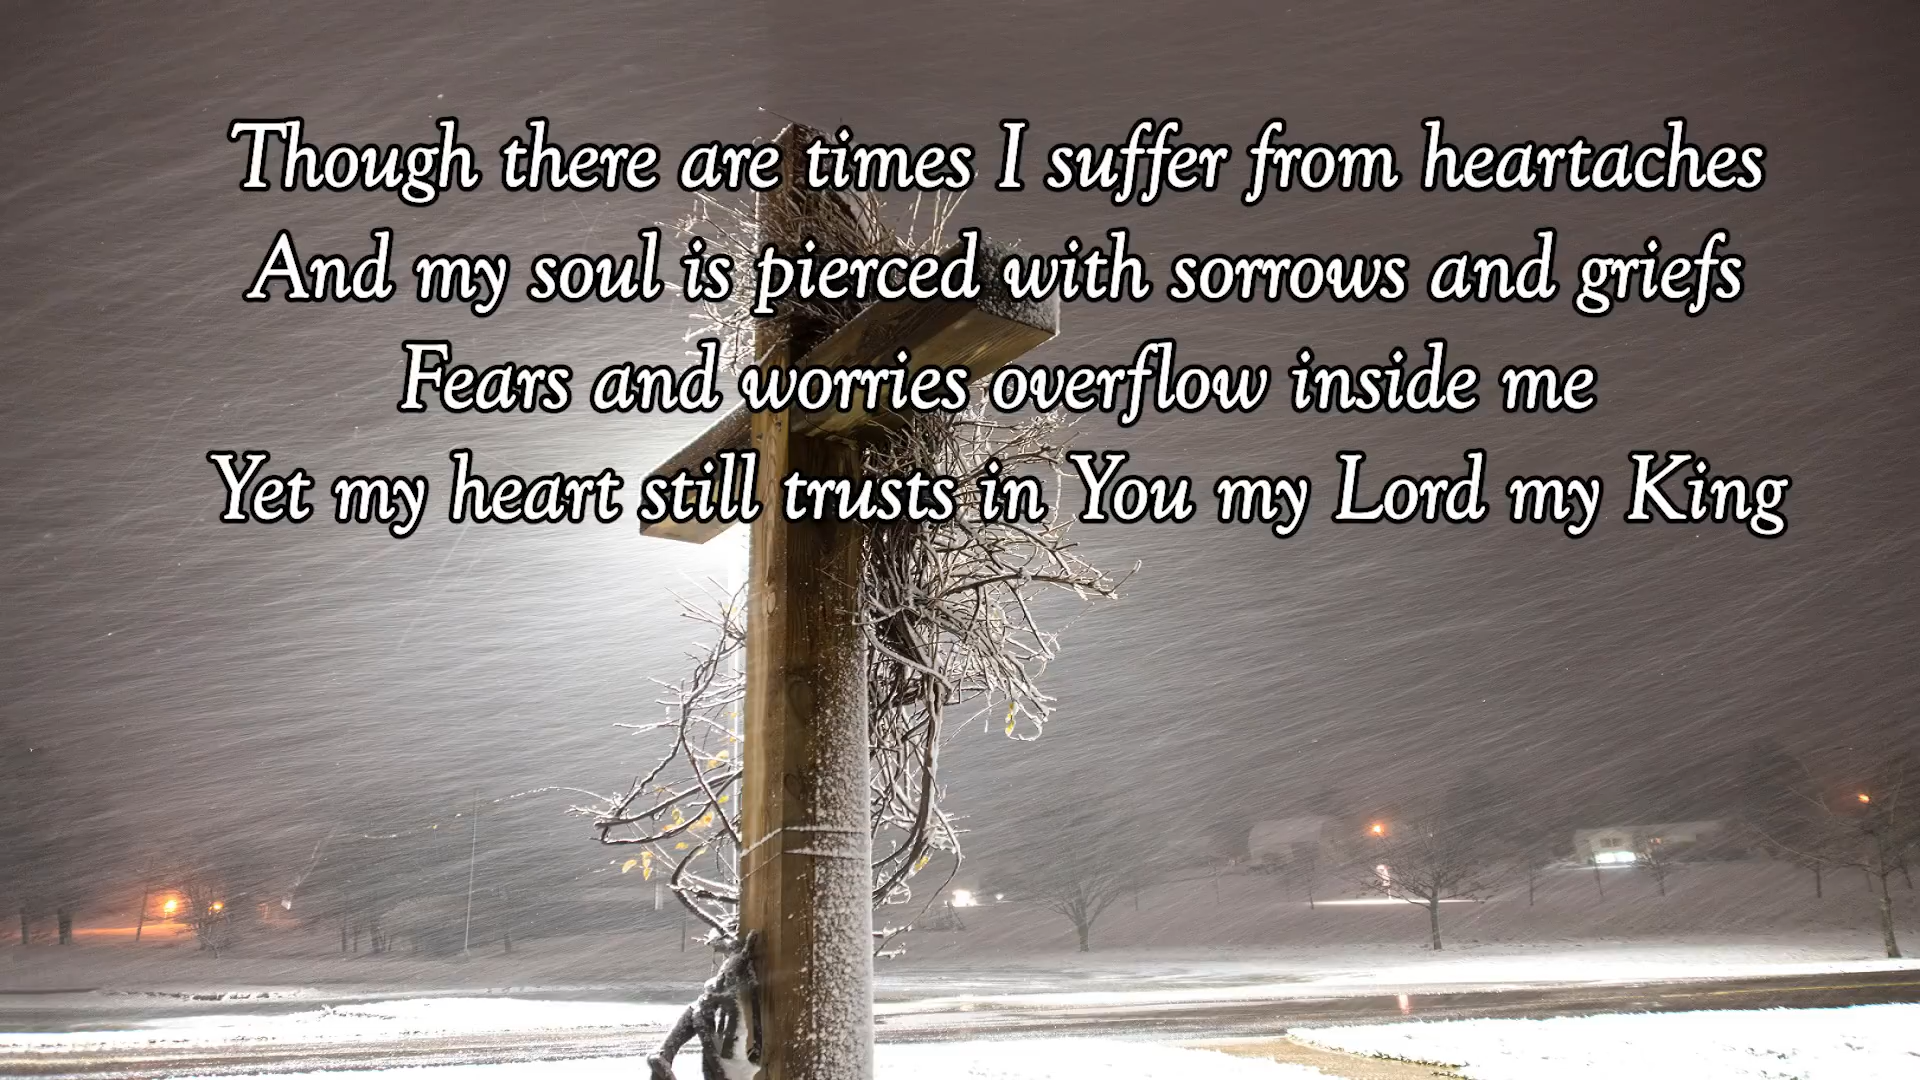 Though there are times I suffer from heartaches
And my soul is pierced with sorrows and griefs
Fears and worries overflow inside me
Yet my heart still trusts in You my Lord my King